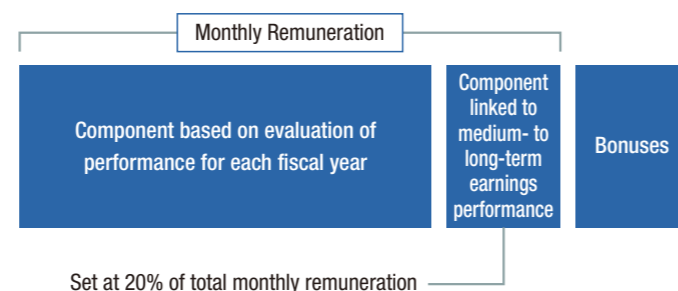 Monthly Remuneration
Component based on evaluation of
performance for each fiscal year
Component
linked to
medium- to
long-term
earnings
performance
Bonuses
Set at 20% of total monthly remuneration